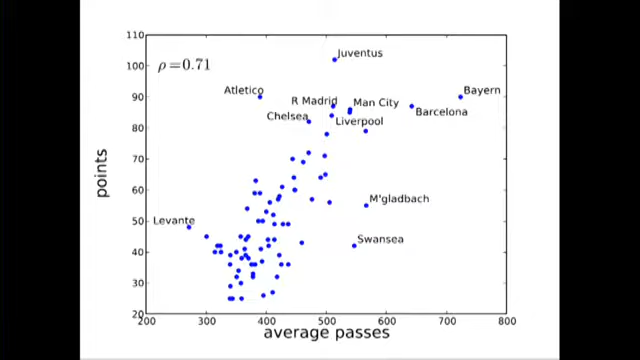 110
100
90
80
70
60
50
40
30
20
ρ=0.71
Juventus
Atletico
Bayern
R Madrid
Man City
Barcelona
Chelsea
Liverpool
M'gladbach
Levante
Swansea
points
200 300 400 500 600 700 800
average passes